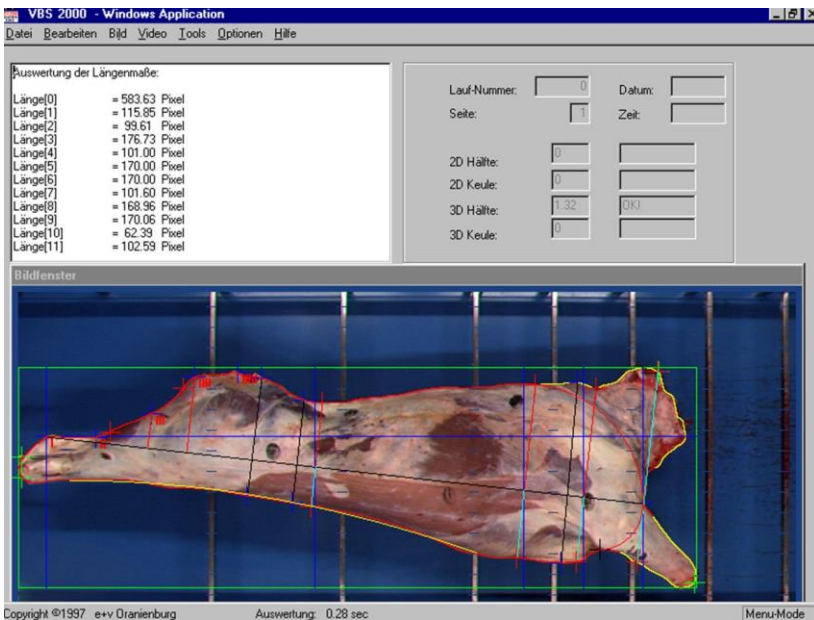 VBS 2000 - Windows Application
Datei Bearbeiten Bild Video Tools Optionen Hilfe
Auswertung der Längenmaße:
Länge[0] = 583.63 Pixel
Länge[1] = 115.85 Pixel
Länge[2] = 99.61 Pixel
Länge[3] = 176.73 Pixel
Länge[4] = 101.00 Pixel
Länge[5] = 170.00 Pixel
Länge[6] = 170.00 Pixel
Länge[7] = 101.60 Pixel
Länge[8] = 168.96 Pixel
Länge[9] = 170.06 Pixel
Länge[10] = 62.39 Pixel
Länge[11] = 102.59 Pixel
Lauf-Nummer: 0 Datum:
Seite: 1 Zeit:
2D Hälfte: 0
2D Keule: 0
3D Hälfte: 1.32 OK!
3D Keule: 0
Bildfenster
Copyright ©1997 e+v Oranienburg Auswertung: 0.28 sec Menu-Mode